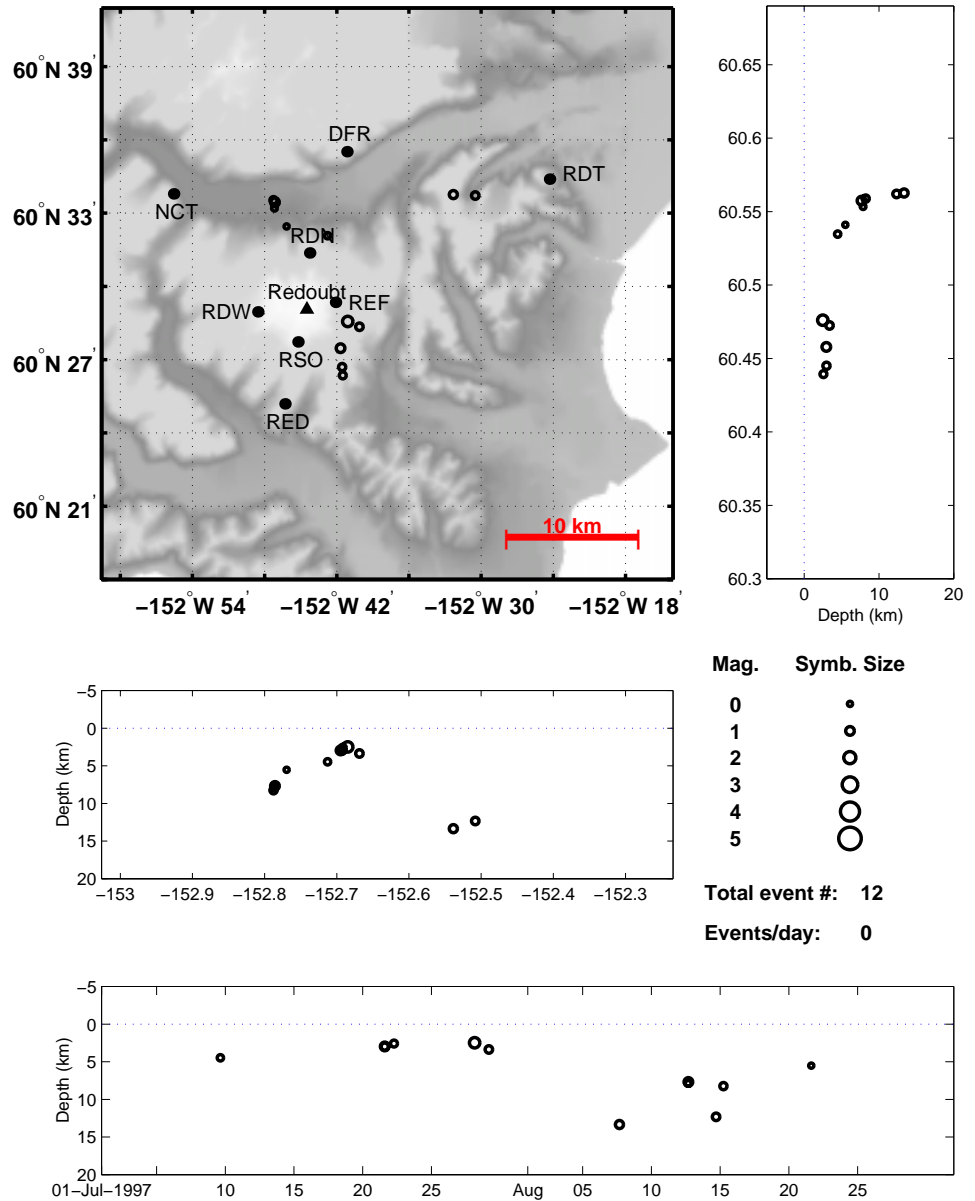 60°N 39'
60°N 33'
60°N 27'
60°N 21'
DFR
RDT
NCT
RDN
Redoubt
RDW
REF
RSO
RED
10 km
−152°W 54'
−152°W 42'
−152°W 30'
−152°W 18'
60.65
60.6
60.55
60.5
60.45
60.4
60.35
60.3
0
10
20
Depth (km)
−5
0
5
10
15
20
Depth (km)
−153
−152.9
−152.8
−152.7
−152.6
−152.5
−152.4
−152.3
Mag. Symb. Size
0
1
2
3
4
5
Total event #: 12
Events/day: 0
−5
0
5
10
15
20
Depth (km)
01−Jul−1997
10
15
20
25
Aug
05
10
15
20
25